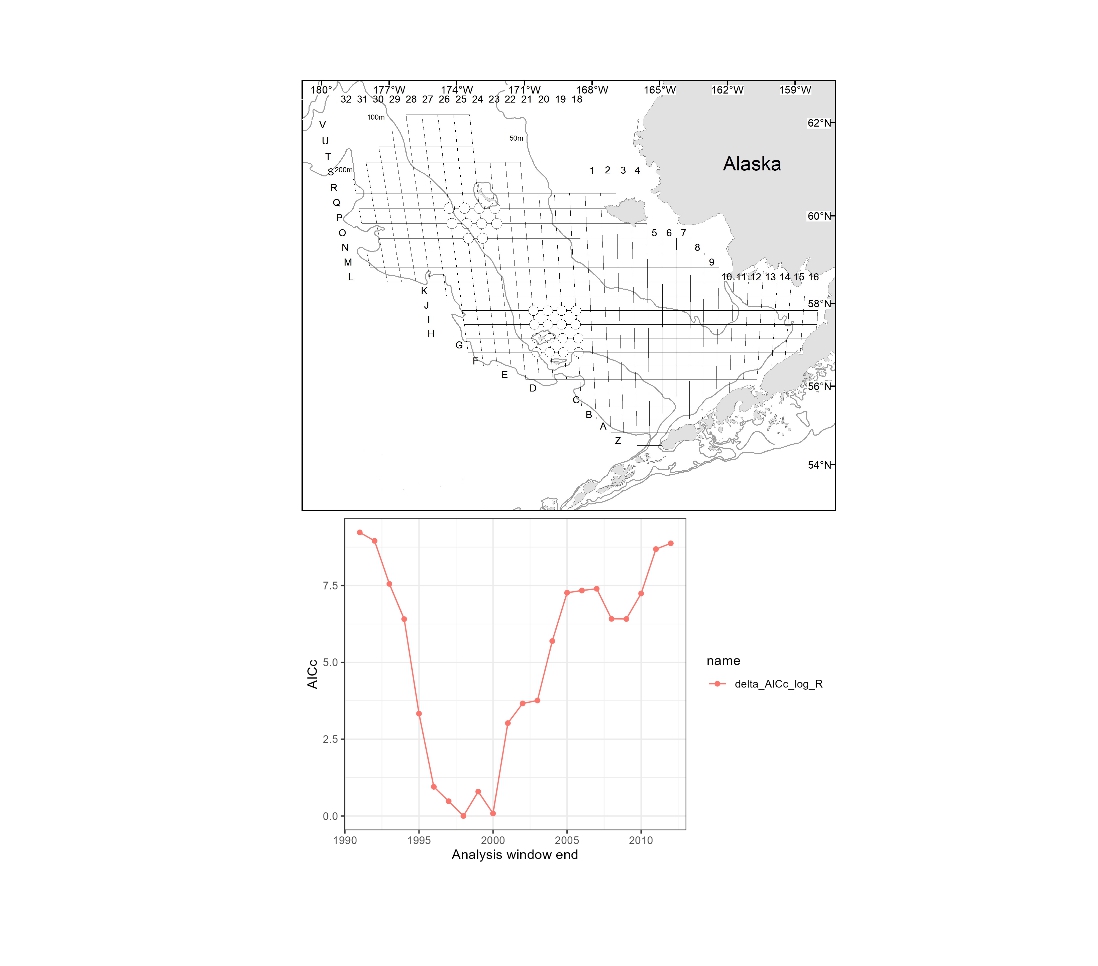 180° 177°W 174°W 171°W 168°W 165°W 162°W 159°W
32 31 30 29 28 27 26 25 24 23 22 21 20 19 18
100m
V
62°N
50m
U
T
Alaska
S 200m
1 2 3 4
R
Q
P
60°N
O
5 6 7
N
8
M
9
L
10 11 12 13 14 15 16
K
J
58°N
I
H
G
F
E
D
56°N
C
B
A
Z
54°N
AICc
7.5
5.0
2.5
0.0
1990 1995 2000 2005 2010
Analysis window end
name
delta_AICc_log_R